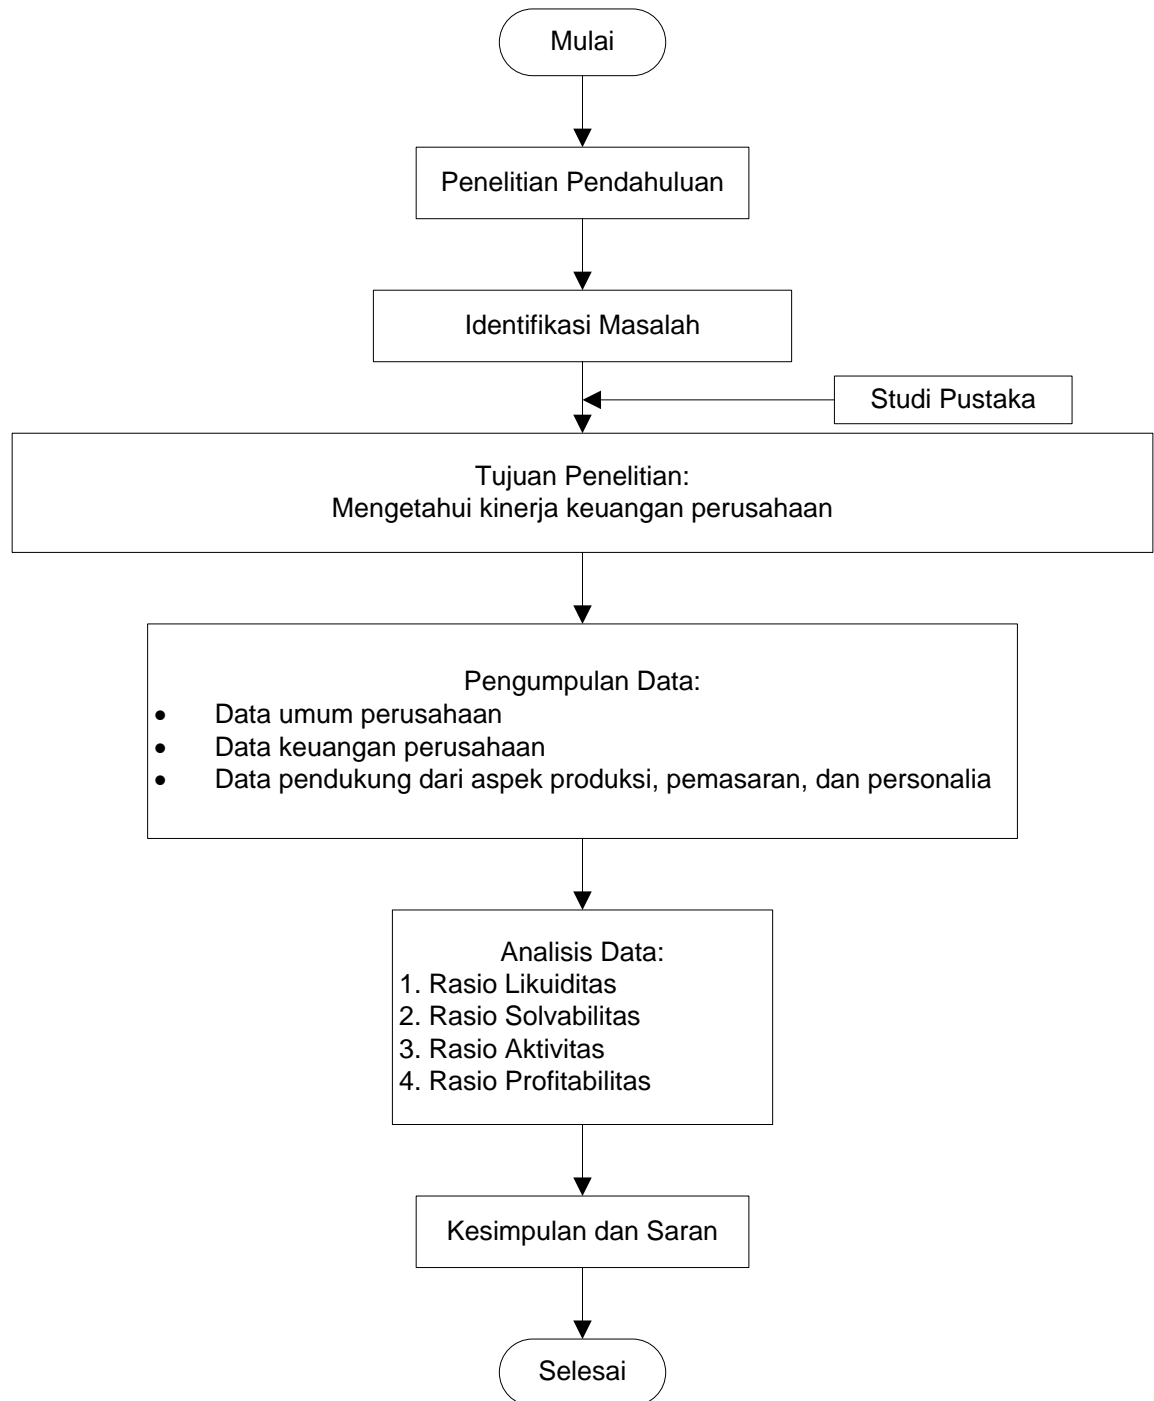 Mulai
Penelitian Pendahuluan
Identifikasi Masalah
Studi Pustaka
Tujuan Penelitian:
Mengetahui kinerja keuangan perusahaan
Pengumpulan Data:
• Data umum perusahaan
• Data keuangan perusahaan
• Data pendukung dari aspek produksi, pemasaran, dan personalia
Analisis Data:
1. Rasio Likuiditas
2. Rasio Solvabilitas
3. Rasio Aktivitas
4. Rasio Profitabilitas
Kesimpulan dan Saran
Selesai